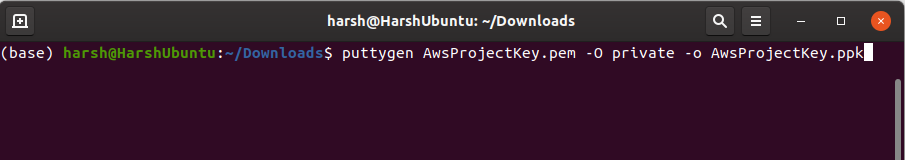 harsh@HarshUbuntu: ~/Downloads
(base) harsh@HarshUbuntu:~/Downloads$ puttygen AwsProjectKey.pem -O private -o AwsProjectKey.ppk